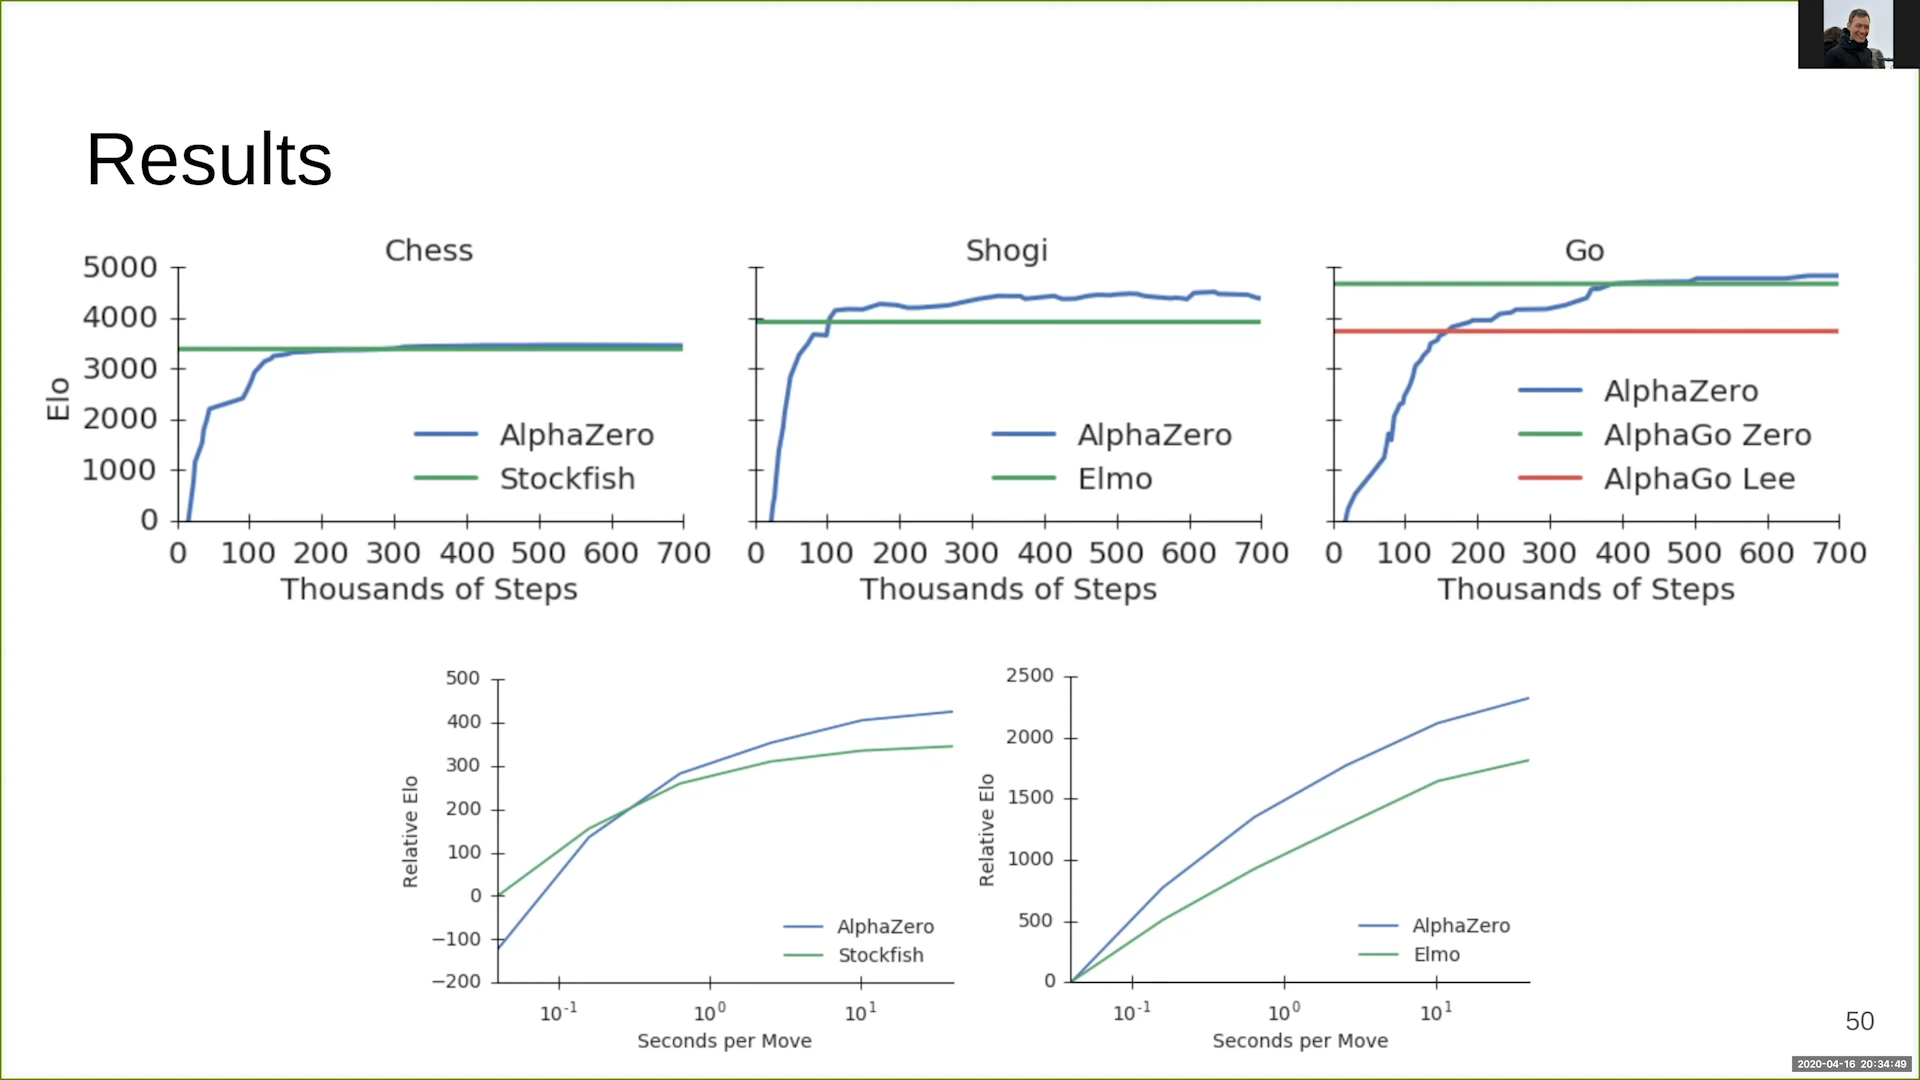 Results
Chess
5000
4000
3000
2000
1000
0
Elo
AlphaZero
Stockfish
0 100 200 300 400 500 600 700
Thousands of Steps
Shogi
AlphaZero
Elmo
0 100 200 300 400 500 600 700
Thousands of Steps
Go
AlphaZero
AlphaGo Zero
AlphaGo Lee
0 100 200 300 400 500 600 700
Thousands of Steps
500
400
300
200
100
0
−100
−200
Relative Elo
AlphaZero
Stockfish
10⁻¹ 10⁰ 10¹
Seconds per Move
2500
2000
1500
1000
500
0
Relative Elo
AlphaZero
Elmo
10⁻¹ 10⁰ 10¹
Seconds per Move
50
2020-04-16 20:34:49